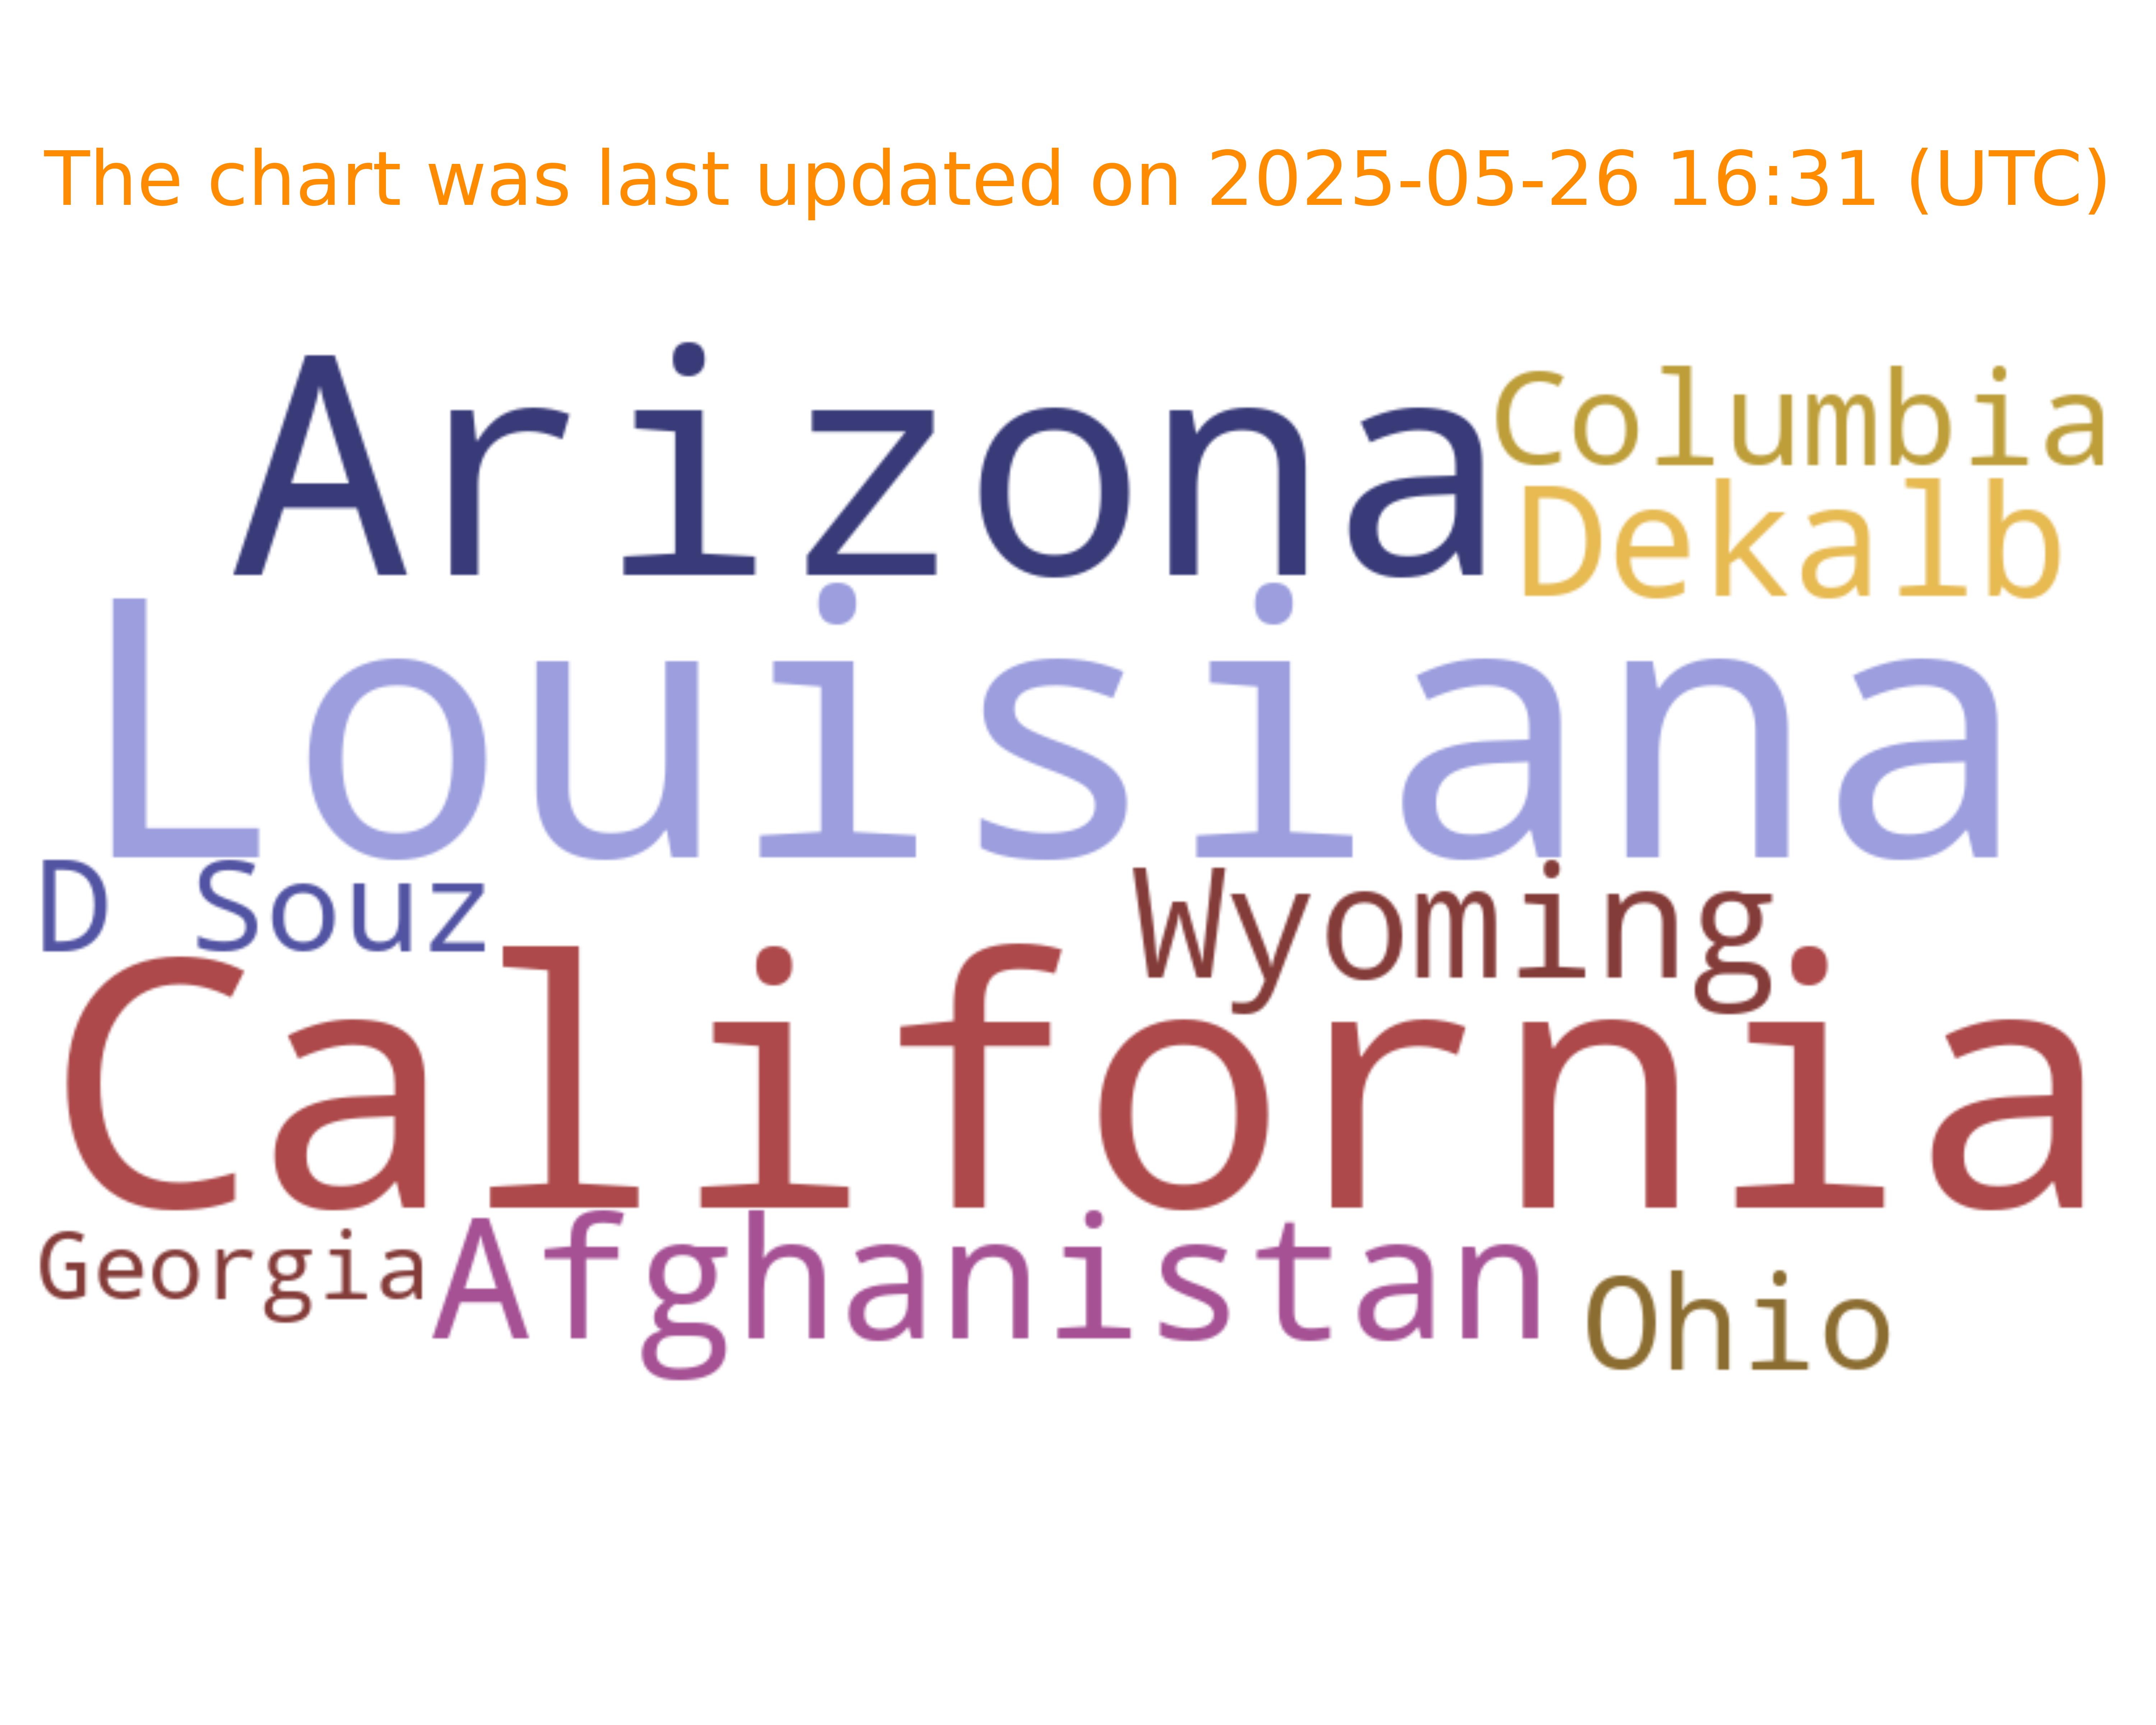 The chart was last updated on 2025-05-26 16:31 (UTC)
Arizona
Columbia
Dekalb
Louisiana
D Souz
Wyoming
California
Georgia
Afghanistan
Ohio